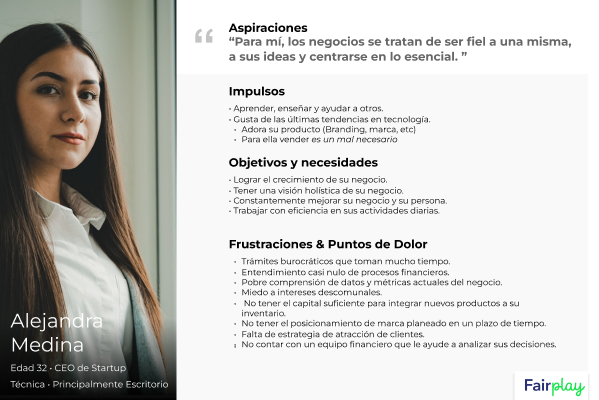 Aspiraciones
“Para mí, los negocios se tratan de ser fiel a una misma,
a sus ideas y centrarse en lo esencial. ”
Impulsos
• Aprender, enseñar y ayudar a otros.
• Gusta de las últimas tendencias en tecnología.
• Adora su producto (Branding, marca, etc)
• Para ella vender es un mal necesario
Objetivos y necesidades
• Lograr el crecimiento de su negocio.
• Tener una visión holística de su negocio.
• Constantemente mejorar su negocio y su persona.
• Trabajar con eficiencia en sus actividades diarias.
Frustraciones & Puntos de Dolor
• Trámites burocráticos que toman mucho tiempo.
• Entendimiento casi nulo de procesos financieros.
• Pobre comprensión de datos y métricas actuales del negocio.
• Miedo a intereses descomunales.
• No tener el capital suficiente para integrar nuevos productos a su
inventario.
• No tener el posicionamiento de marca planeado en un plazo de tiempo.
• Falta de estrategia de atracción de clientes.
• No contar con un equipo financiero que le ayude a analizar sus decisiones.
Alejandra
Medina
Edad 32 • CEO de Startup
Técnica • Principalmente Escritorio
Fairplay